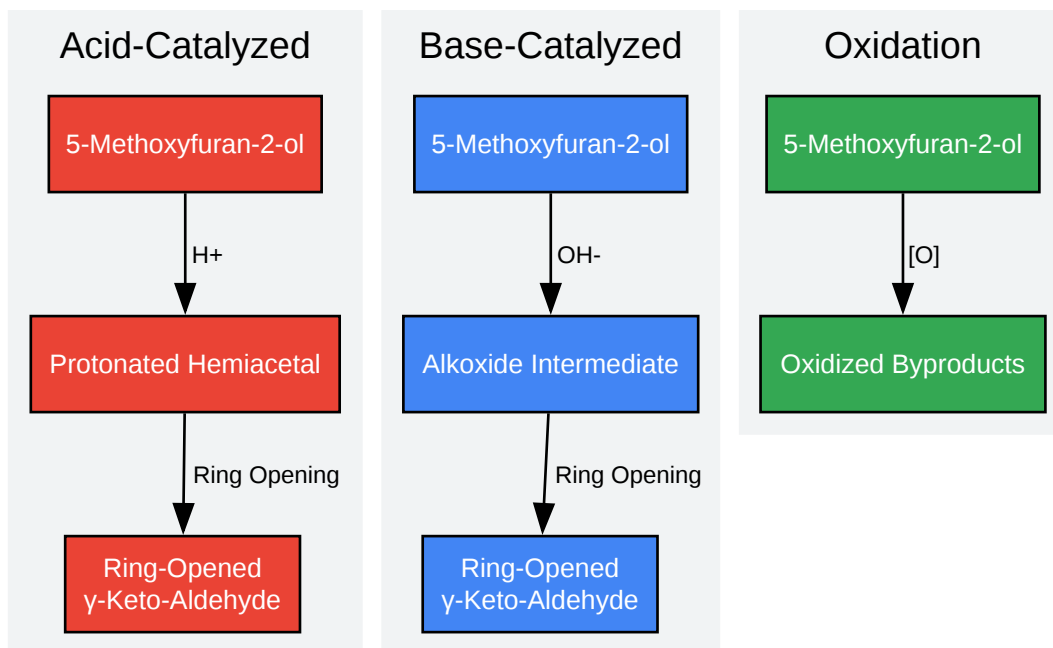 Acid-Catalyzed
5-Methoxyfuran-2-ol
H+
Protonated Hemiacetal
Ring Opening
Ring-Opened
γ-Keto-Aldehyde
Base-Catalyzed
5-Methoxyfuran-2-ol
OH-
Alkoxide Intermediate
Ring Opening
Ring-Opened
γ-Keto-Aldehyde
Oxidation
5-Methoxyfuran-2-ol
[O]
Oxidized Byproducts